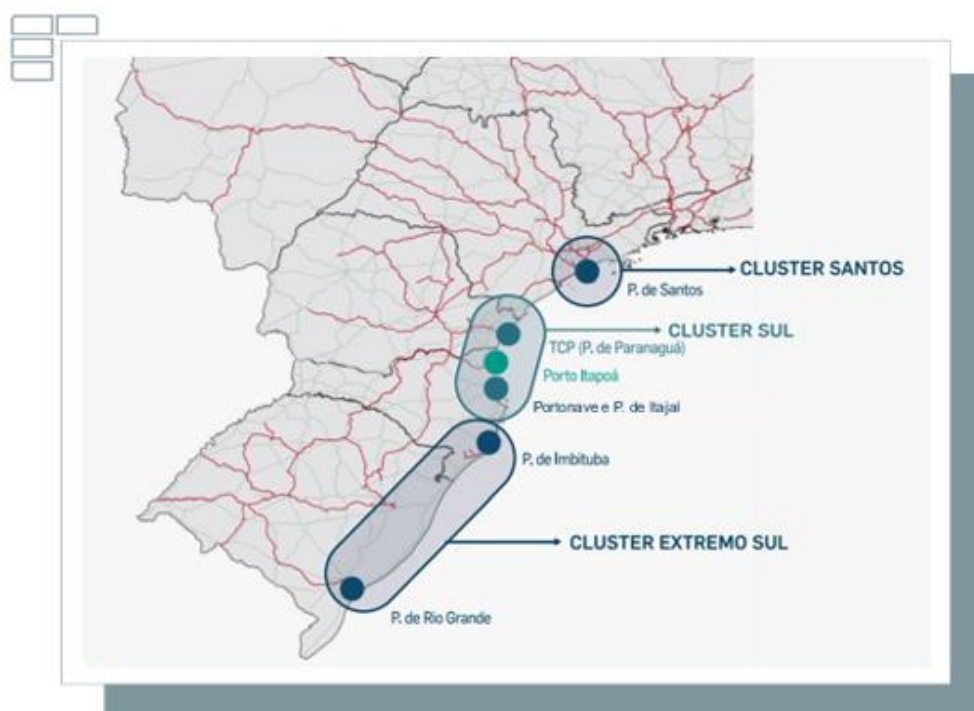 CLUSTER SANTOS
P. de Santos
CLUSTER SUL
TCP (P. de Paranaguá)
Porto Itapoá
Portonave e P. de Itajaí
P. de Imbituba
CLUSTER EXTREMO SUL
P. de Rio Grande